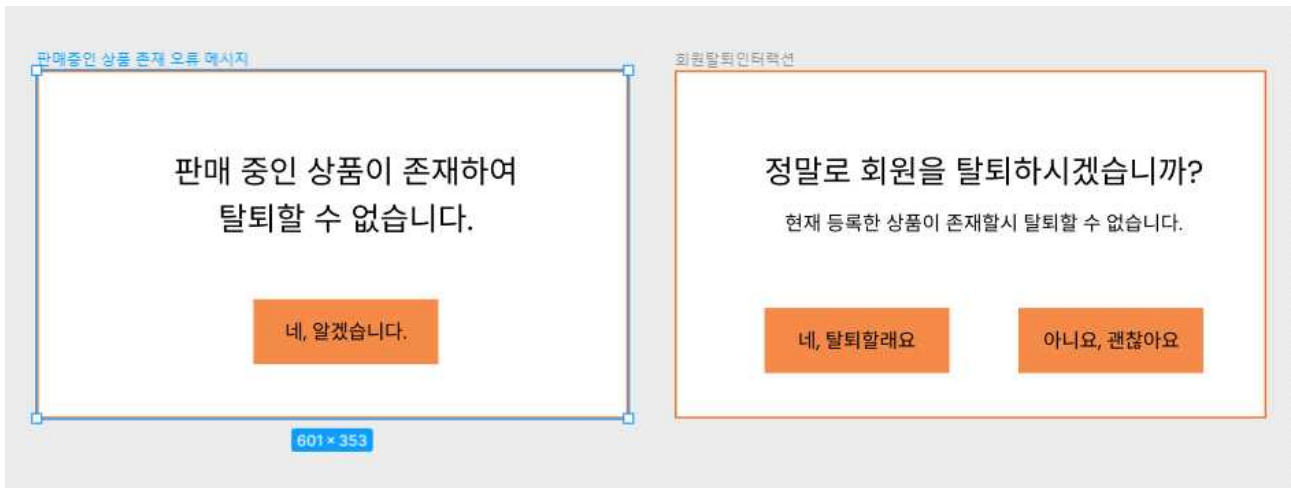 판매중인 상품 존재 오류 메시지
판매 중인 상품이 존재하여
탈퇴할 수 없습니다.
네, 알겠습니다.
601 × 353
회원탈퇴인터랙션
정말로 회원을 탈퇴하시겠습니까?
현재 등록한 상품이 존재할시 탈퇴할 수 없습니다.
네, 탈퇴할래요
아니요, 괜찮아요